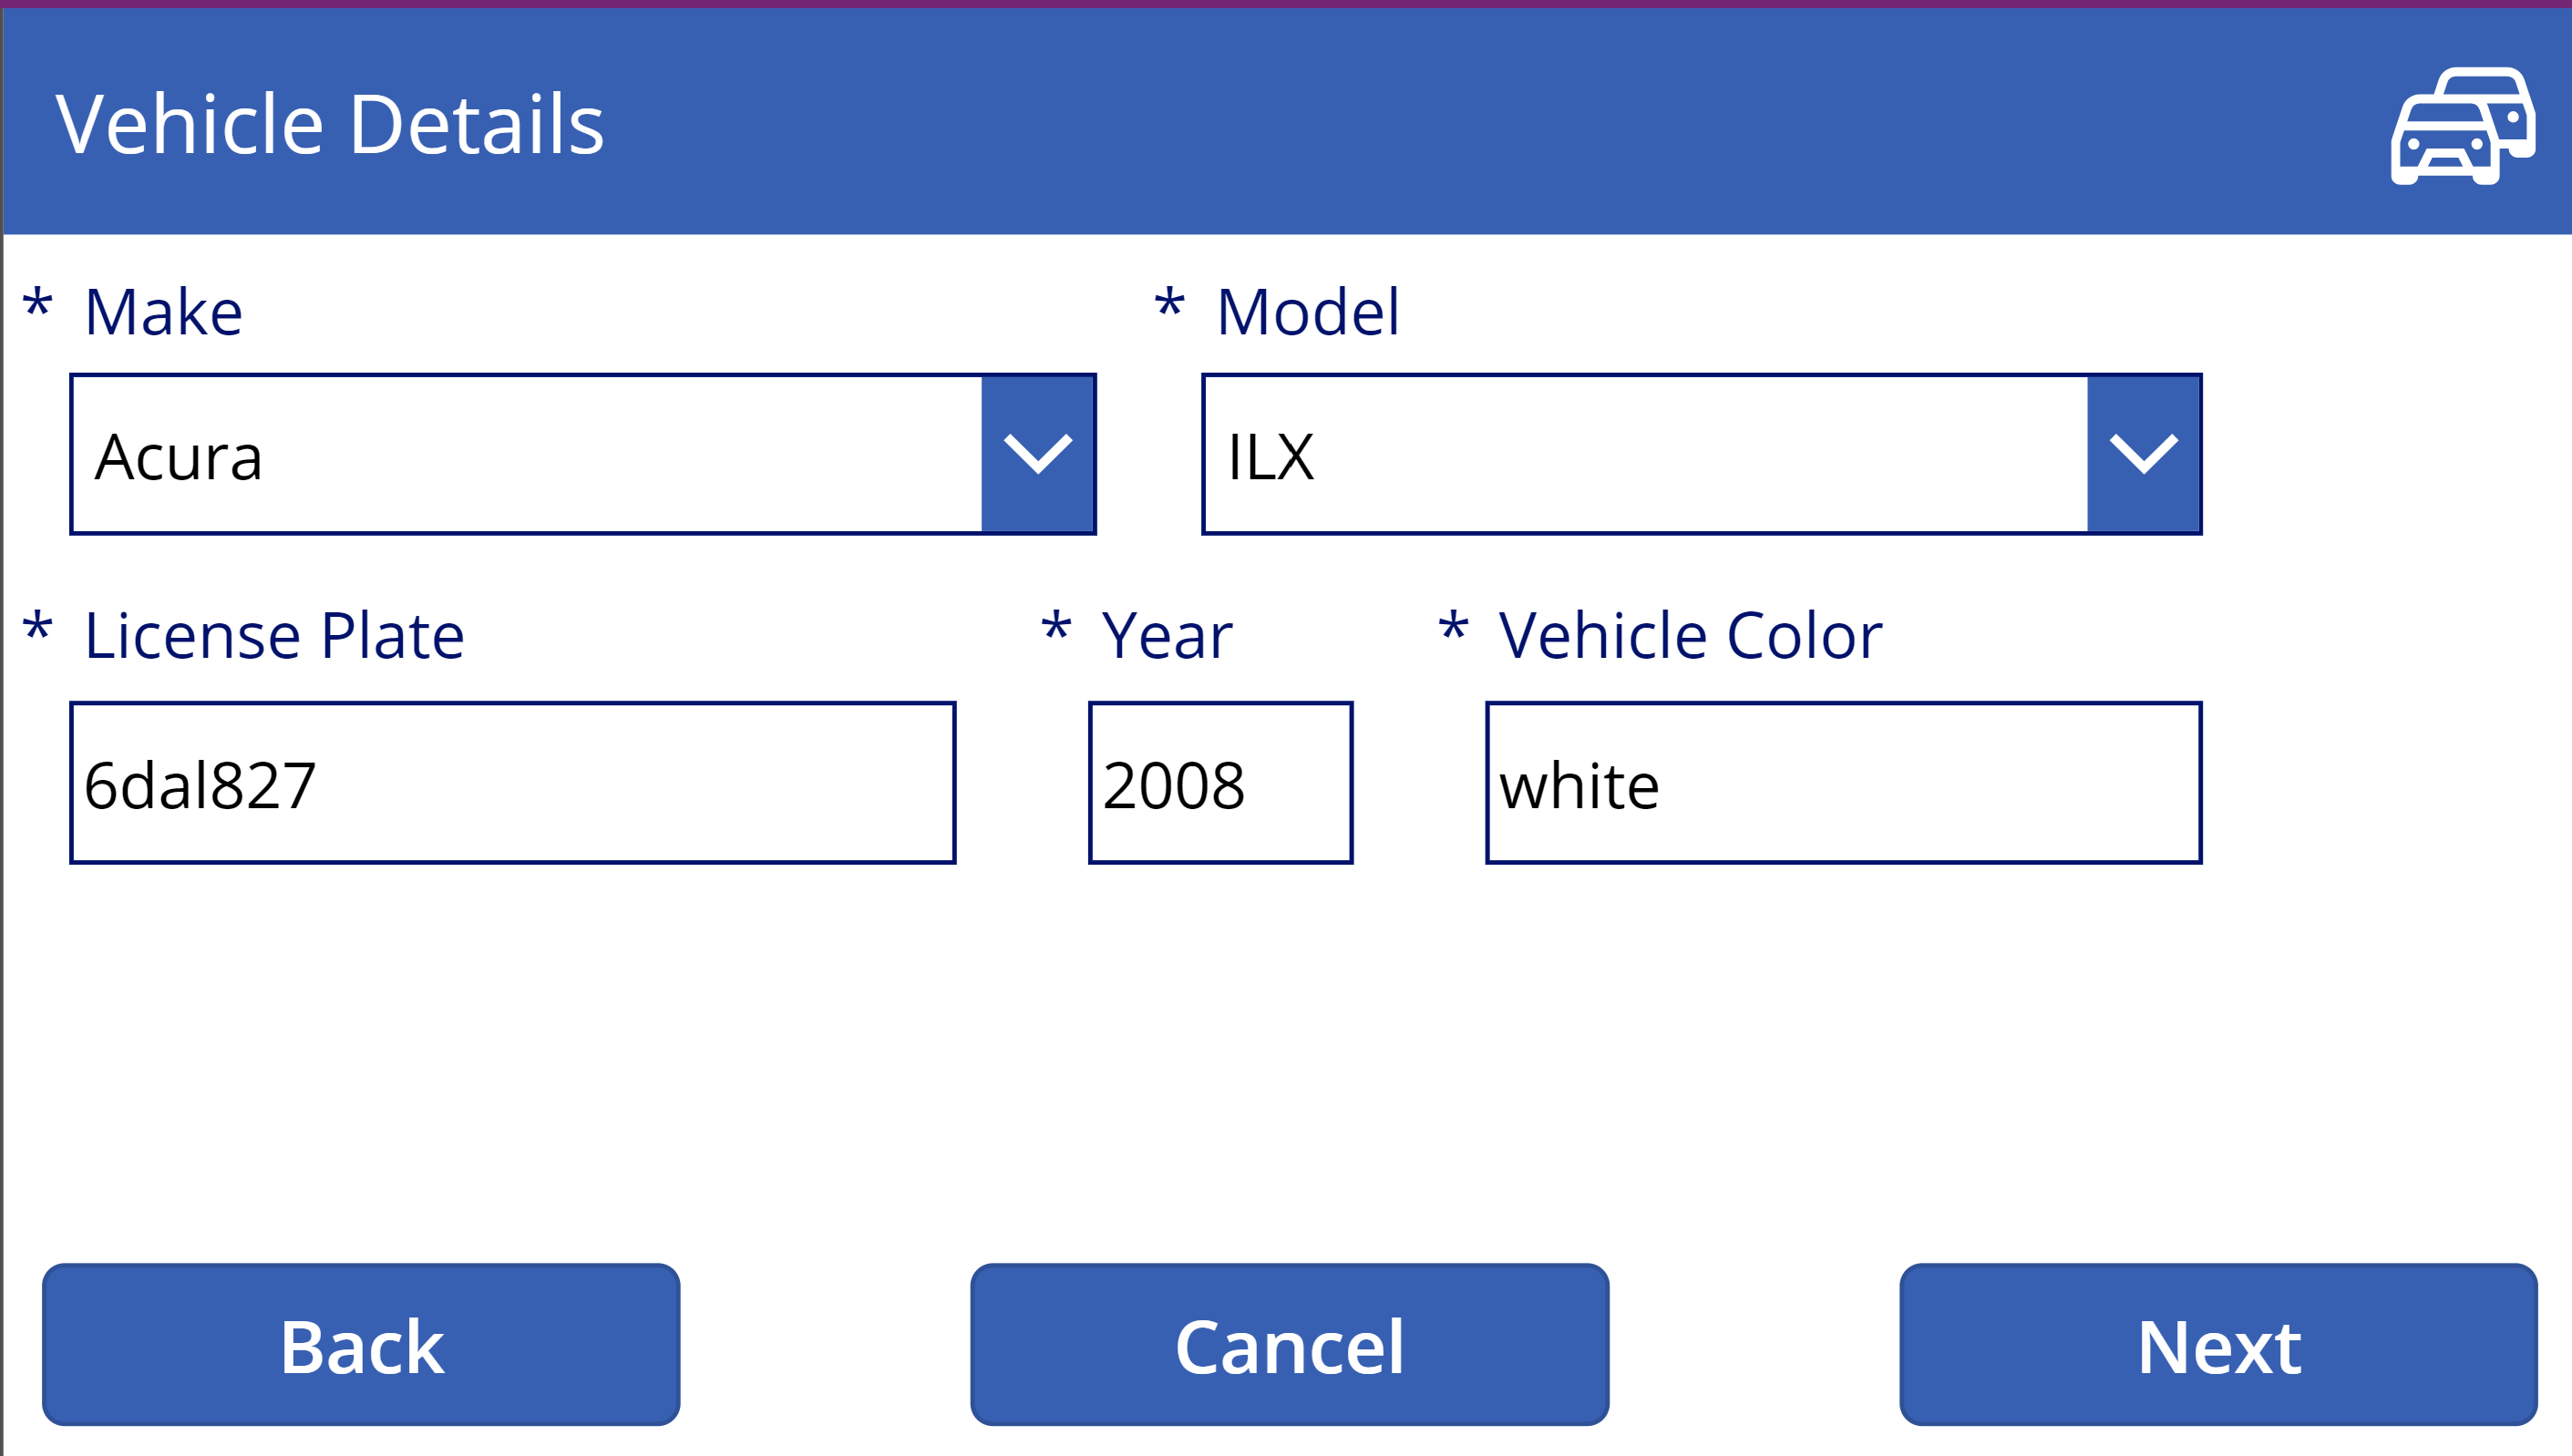 Vehicle Details
* Make * Model
Acura ILX
* License Plate * Year * Vehicle Color
6dal827 2008 white
Back Cancel Next